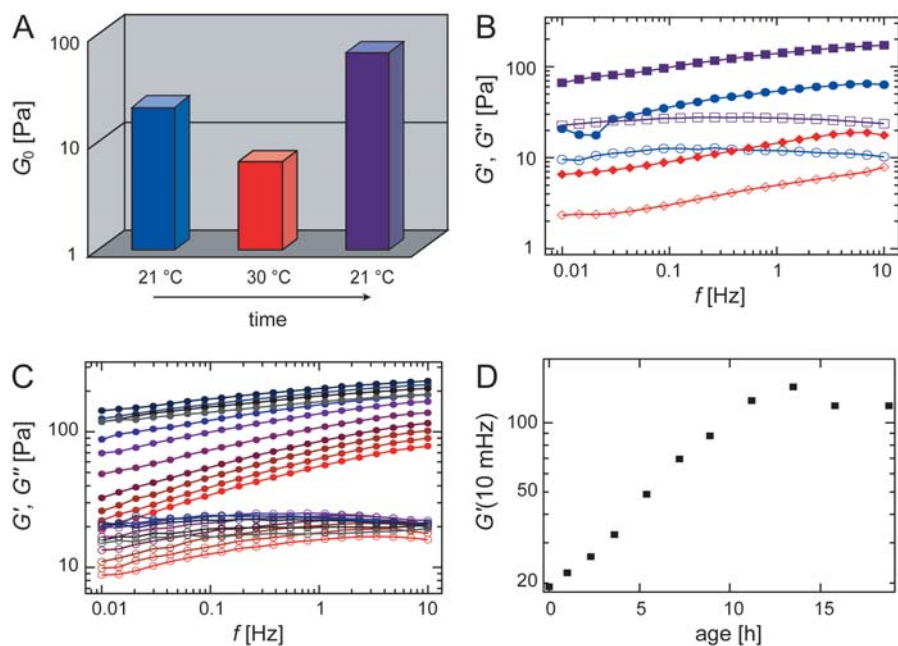 A
100
10
1
G₀ [Pa]
21 °C 30 °C 21 °C
time
B
100
10
1
G', G" [Pa]
0.01 0.1 1 10
f [Hz]
C
100
10
G', G" [Pa]
0.01 0.1 1 10
f [Hz]
D
100
50
20
G'(10 mHz)
0 5 10 15
age [h]